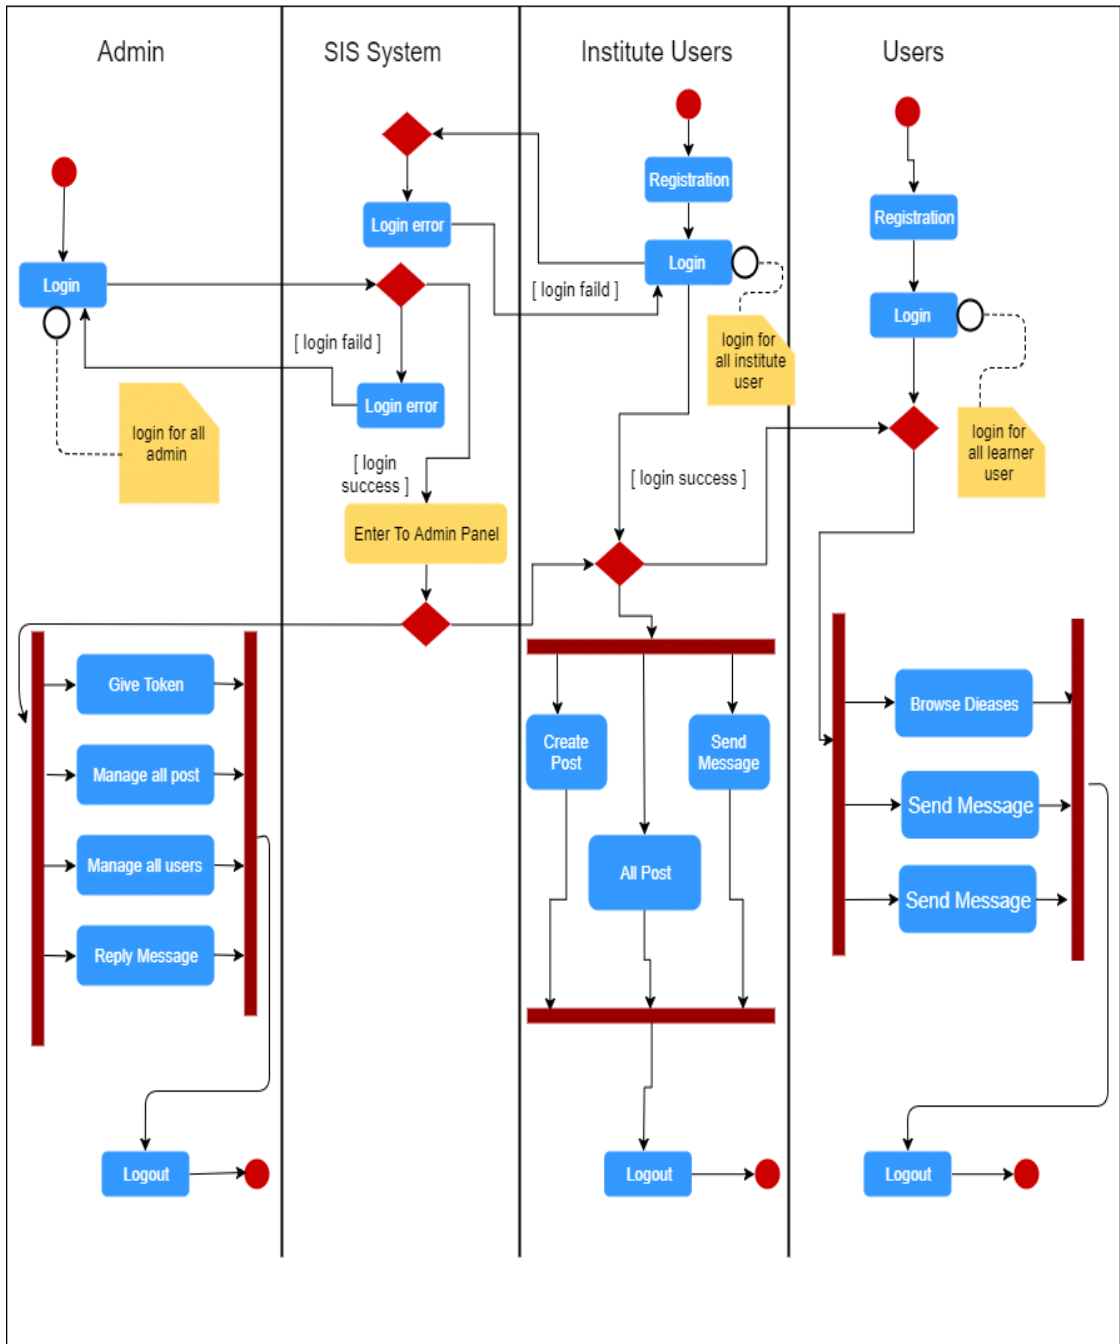 Admin
SIS System
Institute Users
Users
Registration
Login error
Login
[ login faild ]
login for
all institute
user
Registration
Login
login for
all learner
user
Login
login for all
admin
[ login faild ]
Login error
[ login
success ]
Enter To Admin Panel
[ login success ]
Give Token
Manage all post
Manage all users
Reply Message
Logout
Create
Post
Send
Message
All Post
Logout
Browse Dieases
Send Message
Send Message
Logout